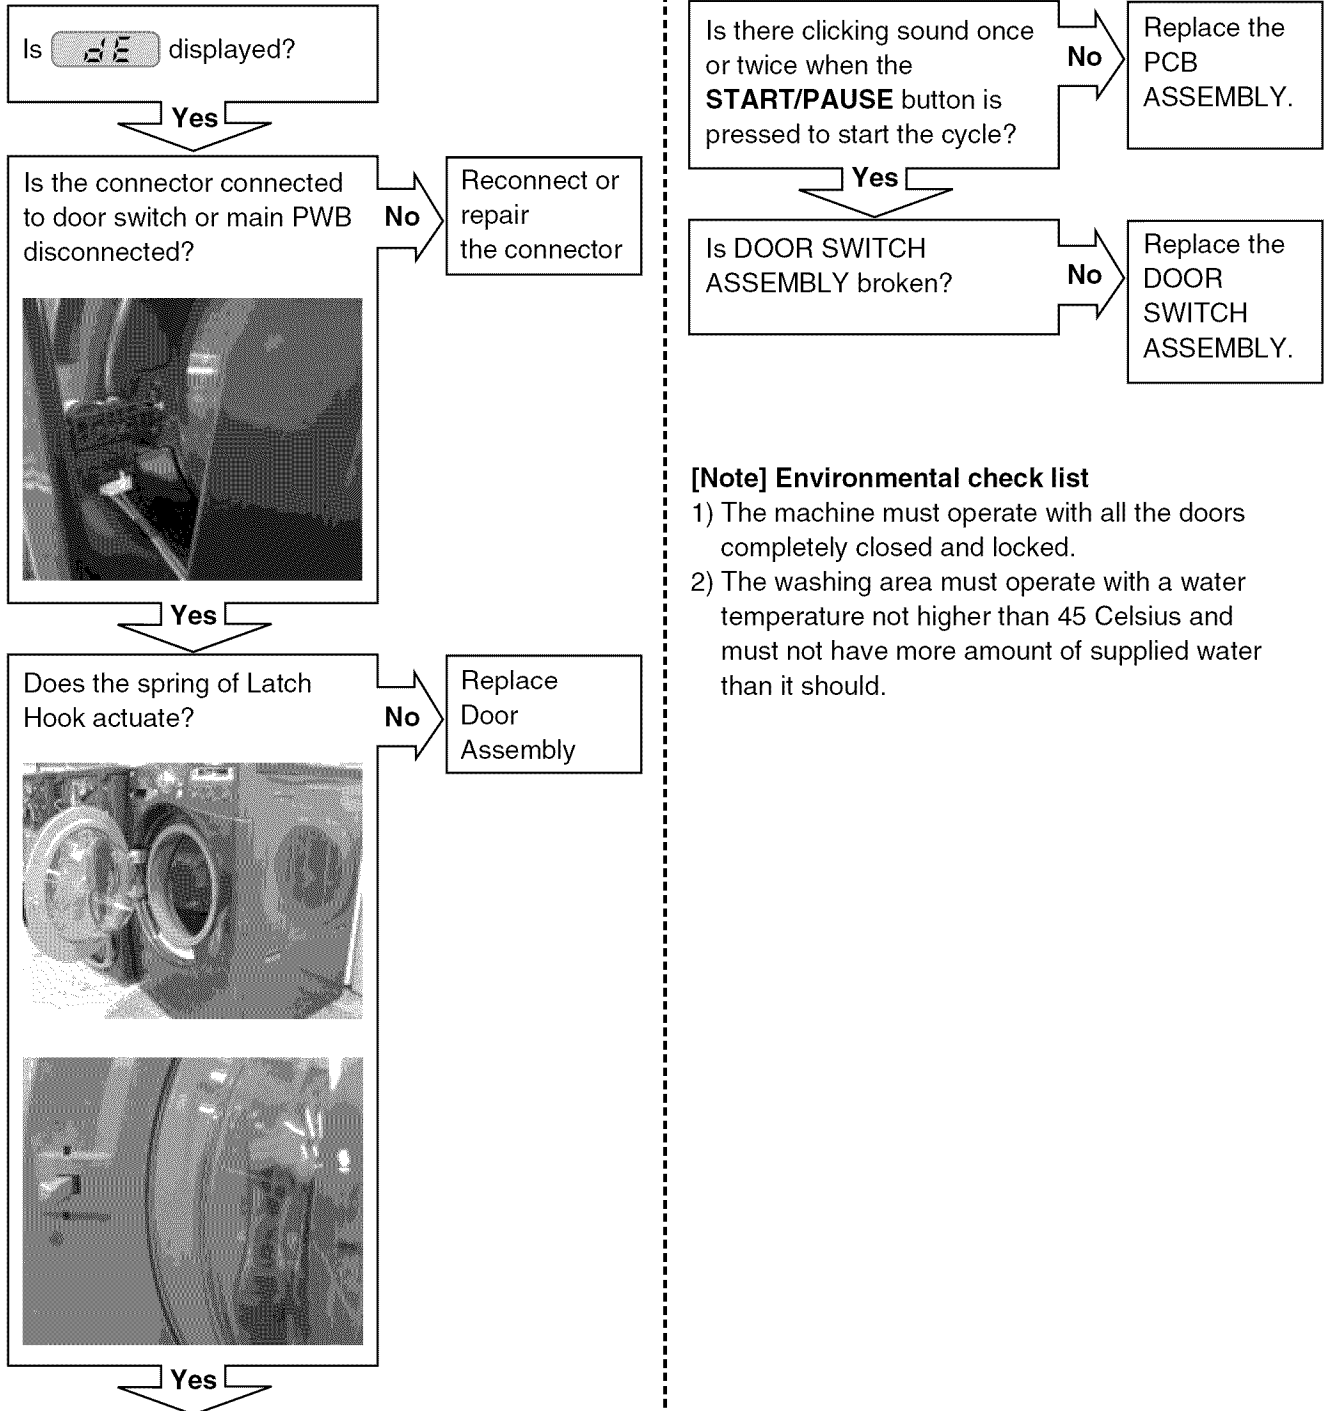 Is dE displayed?
Yes
Is the connector connected
to door switch or main PWB
disconnected?
No
Reconnect or
repair
the connector
Yes
Does the spring of Latch
Hook actuate?
No
Replace
Door
Assembly
Yes
Is there clicking sound once
or twice when the
START/PAUSE button is
pressed to start the cycle?
No
Replace the
PCB
ASSEMBLY.
Yes
Is DOOR SWITCH
ASSEMBLY broken?
No
Replace the
DOOR
SWITCH
ASSEMBLY.
[Note] Environmental check list
1) The machine must operate with all the doors
completely closed and locked.
2) The washing area must operate with a water
temperature not higher than 45 Celsius and
must not have more amount of supplied water
than it should.